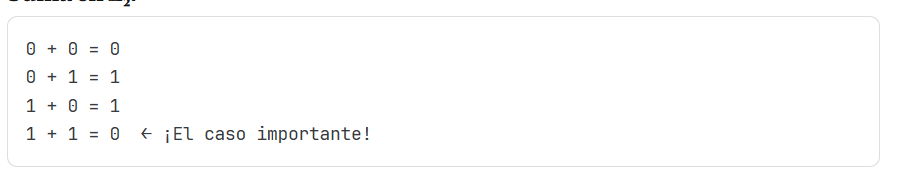 0 + 0 = 0
0 + 1 = 1
1 + 0 = 1
1 + 1 = 0  ← ¡El caso importante!